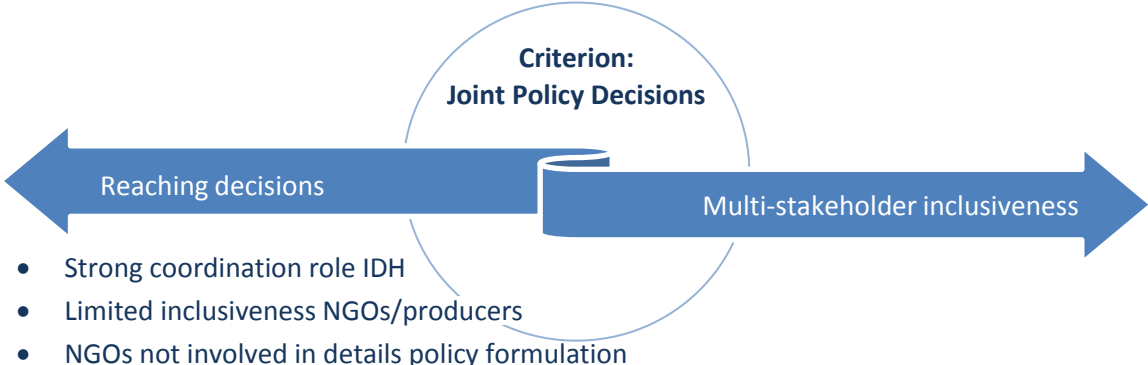 Criterion:
Joint Policy Decisions
Reaching decisions
Multi-stakeholder inclusiveness
• Strong coordination role IDH
• Limited inclusiveness NGOs/producers
• NGOs not involved in details policy formulation